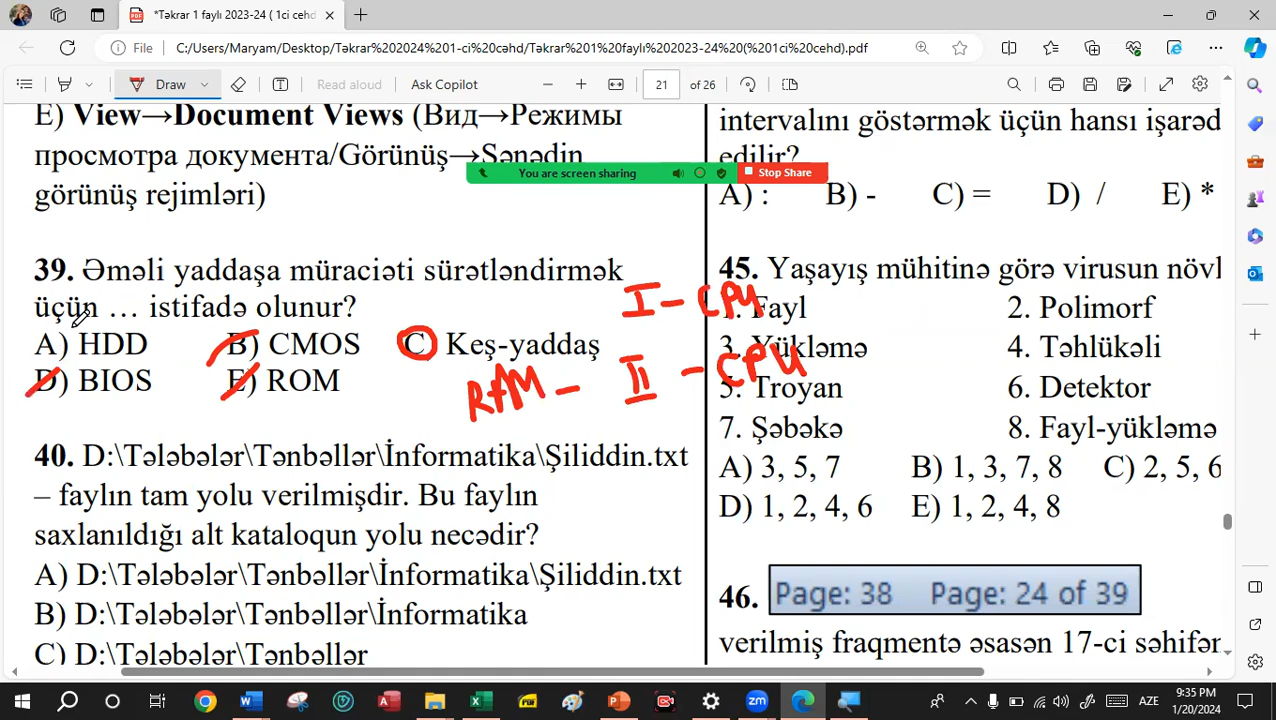 *Təkrar 1 faylı 2023-24 ( 1ci cehd
File
C:/Users/Maryam/Desktop/Təkrar%202024%201-ci%20cəhd/Təkrar%201%20faylı%202023-24%20(%201ci%20cehd).pdf
Draw
Read aloud
Ask Copilot
21 of 26
You are screen sharing
Stop Share
E) View→Document Views (Вид→Режимы
просмотра документа/Görünüş→Sənədin
görünüş rejimləri)
39. Əməli yaddaşa müraciəti sürətləndirmək
üçün … istifadə olunur?
A) HDD B) CMOS C) Keş-yaddaş
D) BIOS E) ROM
I - CPU
RAM - II - CPU
40. D:\Tələbələr\Tənbəllər\İnformatika\Şiliddin.txt
– faylın tam yolu verilmişdir. Bu faylın
saxlanıldığı alt kataloqun yolu necədir?
A) D:\Tələbələr\Tənbəllər\İnformatika\Şiliddin.txt
B) D:\Tələbələr\Tənbəllər\İnformatika
C) D:\Tələbələr\Tənbəllər
intervalını göstərmək üçün hansı işarəd
edilir?
A) : B) - C) = D) / E) *
45. Yaşayış mühitinə görə virusun növl
1. Fayl 2. Polimorf
3. Yükləmə 4. Təhlükəli
5. Troyan 6. Detektor
7. Şəbəkə 8. Fayl-yükləmə
A) 3, 5, 7 B) 1, 3, 7, 8 C) 2, 5, 6
D) 1, 2, 4, 6 E) 1, 2, 4, 8
46. Page: 38 Page: 24 of 39
verilmiş fraqmentə əsasən 17-ci səhifən
AZE
9:35 PM
1/20/2024